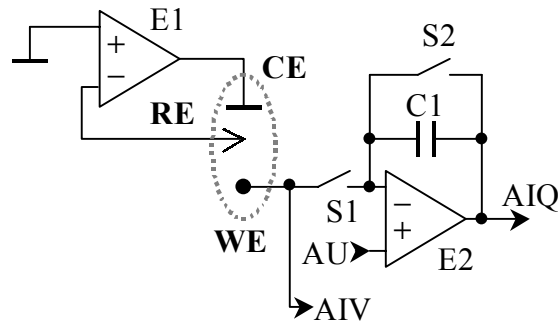 E1
+
−
CE
RE
S2
C1
S1
WE
−
+
AU
E2
AIQ
AIV